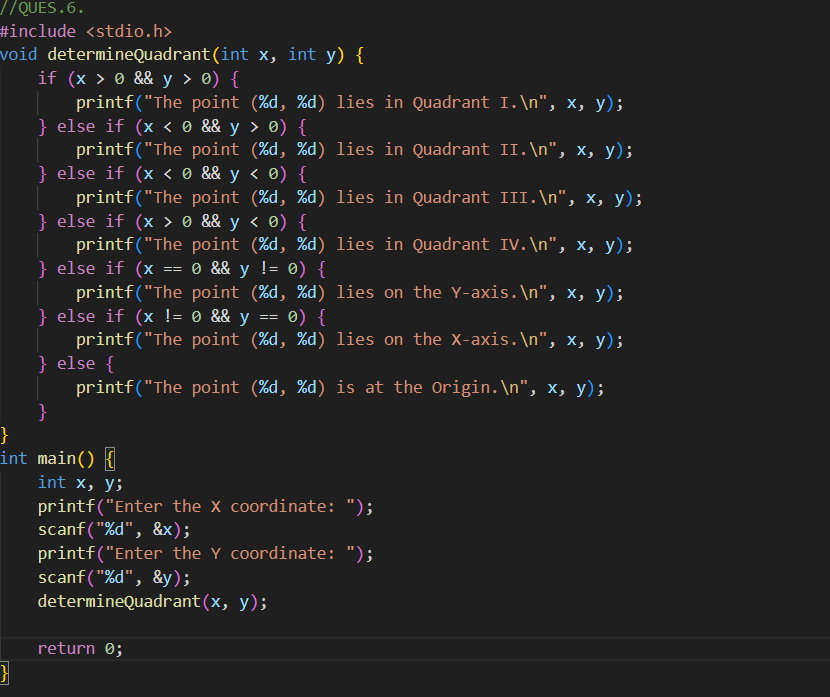 //QUES.6.
#include <stdio.h>
void determineQuadrant(int x, int y) {
    if (x > 0 && y > 0) {
        printf("The point (%d, %d) lies in Quadrant I.\n", x, y);
    } else if (x < 0 && y > 0) {
        printf("The point (%d, %d) lies in Quadrant II.\n", x, y);
    } else if (x < 0 && y < 0) {
        printf("The point (%d, %d) lies in Quadrant III.\n", x, y);
    } else if (x > 0 && y < 0) {
        printf("The point (%d, %d) lies in Quadrant IV.\n", x, y);
    } else if (x == 0 && y != 0) {
        printf("The point (%d, %d) lies on the Y-axis.\n", x, y);
    } else if (x != 0 && y == 0) {
        printf("The point (%d, %d) lies on the X-axis.\n", x, y);
    } else {
        printf("The point (%d, %d) is at the Origin.\n", x, y);
    }
}
int main() {
    int x, y;
    printf("Enter the X coordinate: ");
    scanf("%d", &x);
    printf("Enter the Y coordinate: ");
    scanf("%d", &y);
    determineQuadrant(x, y);

    return 0;
}